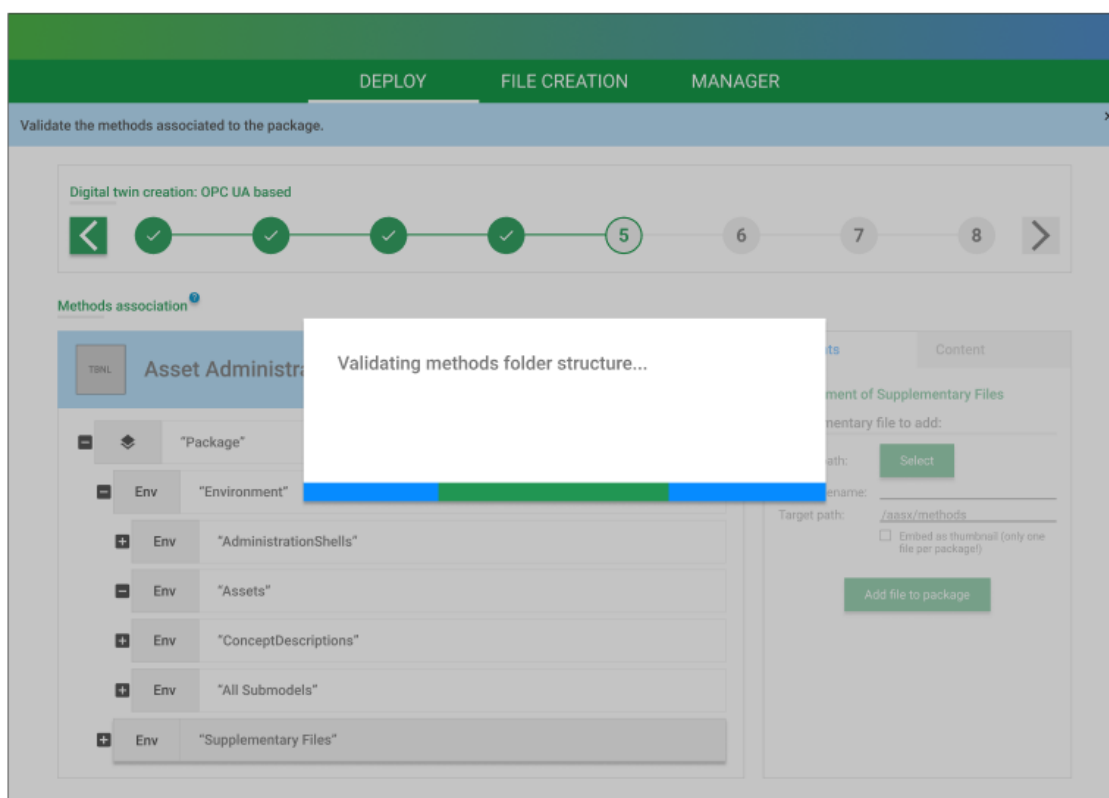 DEPLOY FILE CREATION MANAGER
Validate the methods associated to the package.
Digital twin creation: OPC UA based
5 6 7 8
Methods association ?
TBNL
Asset Administr
Validating methods folder structure...
ts Content
ment of Supplementary Files
mentary file to add:
ath: Select
ename:
Target path: /aasx/methods
Embed as thumbnail (only one
file per package!)
Add file to package
"Package"
Env "Environment"
Env "AdministrationShells"
Env "Assets"
Env "ConceptDescriptions"
Env "All Submodels"
Env "Supplementary Files"